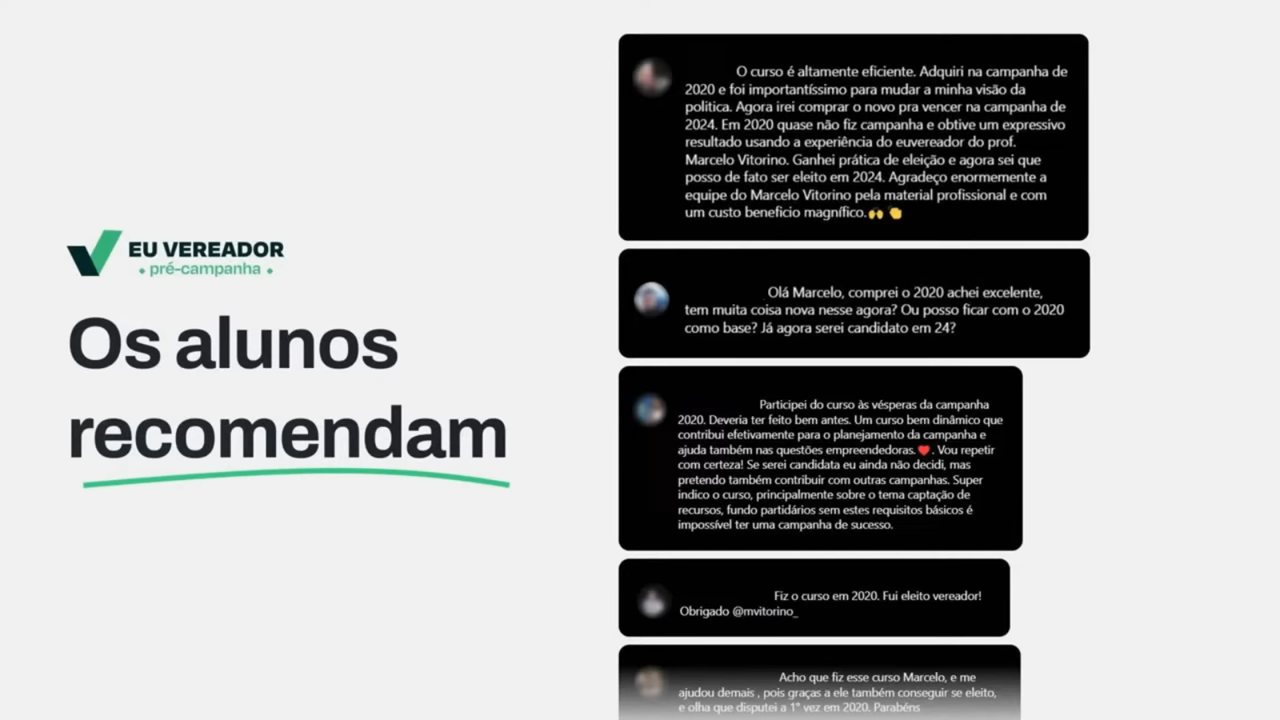 EU VEREADOR
• pré-campanha •
Os alunos
recomendam
O curso é altamente eficiente. Adquiri na campanha de
2020 e foi importantíssimo para mudar a minha visão da
politica. Agora irei comprar o novo pra vencer na campanha de
2024. Em 2020 quase não fiz campanha e obtive um expressivo
resultado usando a experiência do euvereador do prof.
Marcelo Vitorino. Ganhei prática de eleição e agora sei que
posso de fato ser eleito em 2024. Agradeço enormemente a
equipe do Marcelo Vitorino pela material profissional e com
um custo beneficio magnífico.🙌 👏
Olá Marcelo, comprei o 2020 achei excelente,
tem muita coisa nova nesse agora? Ou posso ficar com o 2020
como base? Já agora serei candidato em 24?
Participei do curso às vésperas da campanha
2020. Deveria ter feito bem antes. Um curso bem dinâmico que
contribui efetivamente para o planejamento da campanha e
ajuda também nas questões empreendedoras.❤️. Vou repetir
com certeza! Se serei candidata eu ainda não decidi, mas
pretendo também contribuir com outras campanhas. Super
indico o curso, principalmente sobre o tema captação de
recursos, fundo partidários sem estes requisitos básicos é
impossível ter uma campanha de sucesso.
Fiz o curso em 2020. Fui eleito vereador!
Obrigado @mvitorino_
Acho que fiz esse curso Marcelo, e me
ajudou demais , pois graças a ele também conseguir se eleito,
e olha que disputei a 1° vez em 2020. Parabéns